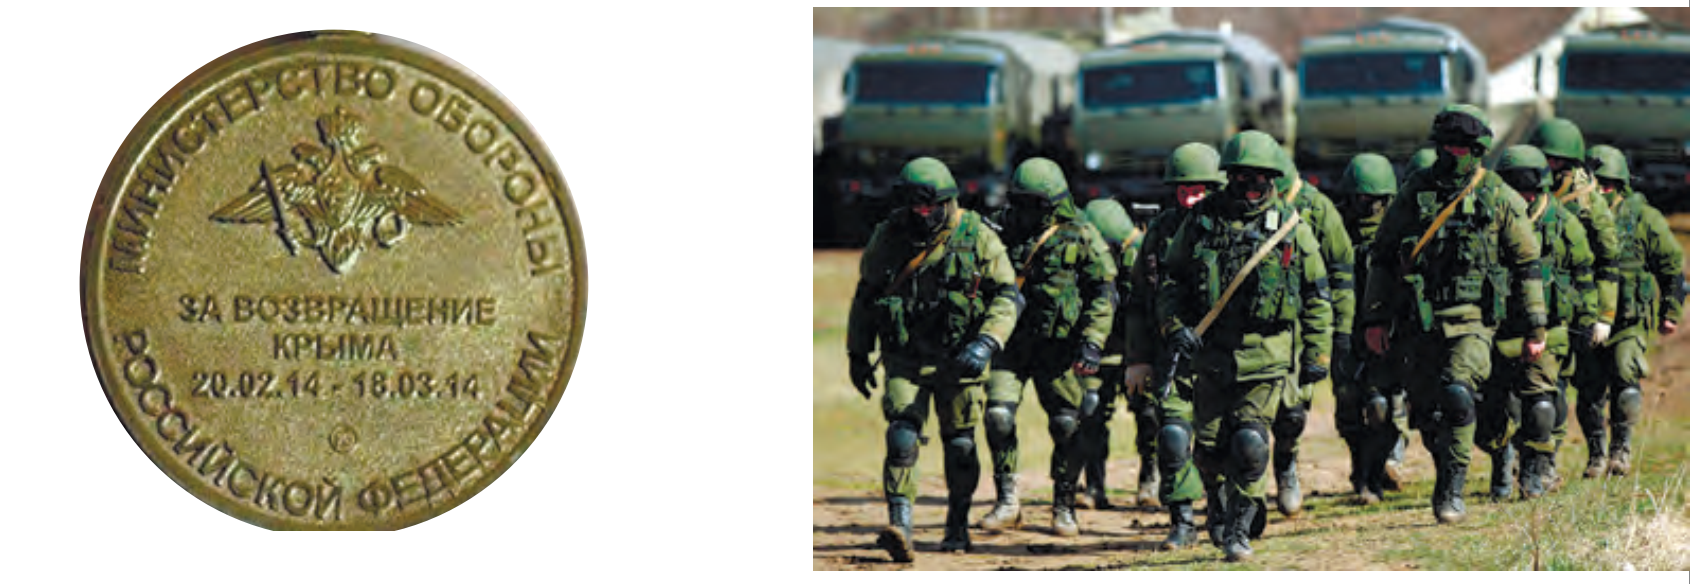 МИНИСТЕРСТВО ОБОРОНЫ
ЗА ВОЗВРАЩЕНИЕ
КРЫМА
20.02.14 - 18.03.14
РОССИЙСКОЙ ФЕДЕРАЦИИ